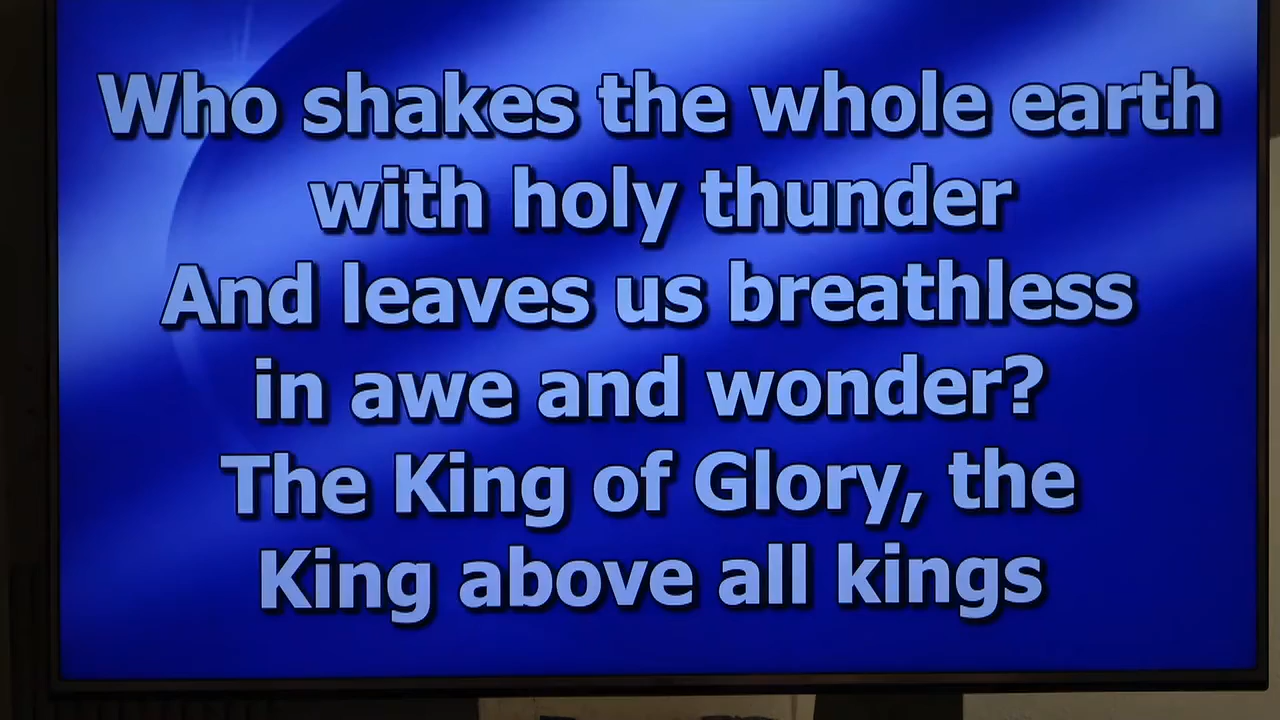 Who shakes the whole earth
with holy thunder
And leaves us breathless
in awe and wonder?
The King of Glory, the
King above all kings